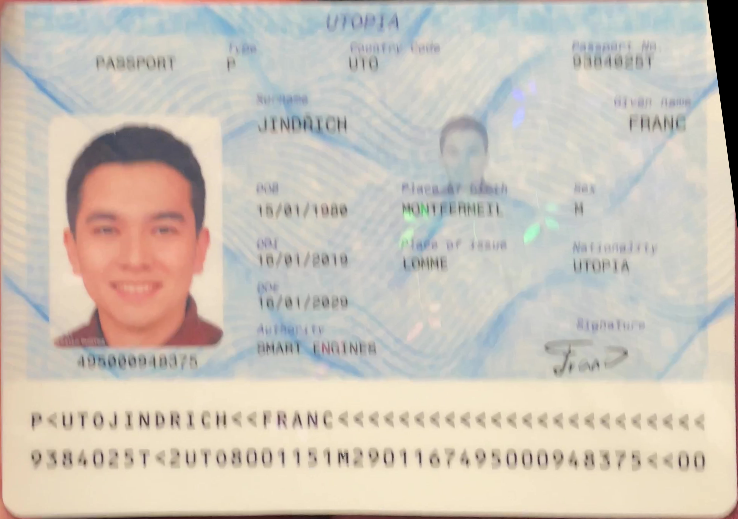 UTOPIA
Type Country Code Passport No.
PASSPORT P UTO 9384025T
Surname Given name
JINDŘICH FRANC
DOB Place of birth Sex
15/01/1980 MONTFERMEIL M
DOI Place of issue Nationality
16/01/2019 LOMME UTOPIA
DOE
16/01/2029
Authority Signature
SMART ENGINES
Franc
495000948375
P<UTOJINDRICH<<FRANC<<<<<<<<<<<<<<<<<<<<<<<<
9384025T<2UTO8001151M2901167495000948375<<00